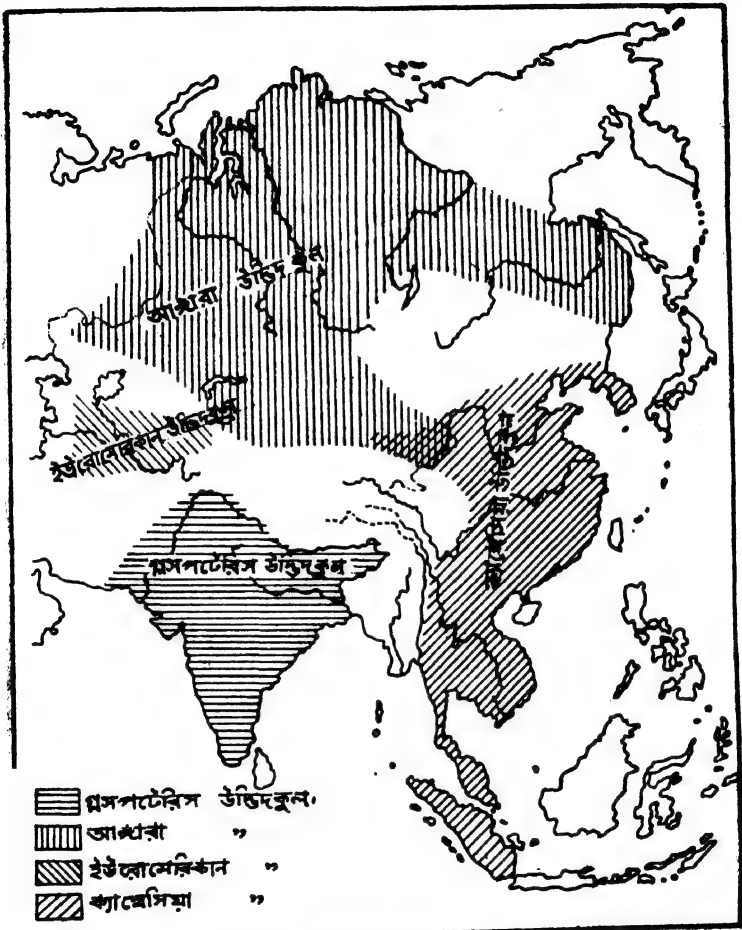 আঙ্গারা উদ্ভিদকুল
ইউরোমেরিকান উদ্ভিদকুল
ক্যাথেসিয়া উদ্ভিদকুল
গ্লসপটেরিস উদ্ভিদকুল
গ্লসপটেরিস উদ্ভিদকুল।
আঙ্গারা "
ইউরোমেরিকান "
ক্যাথেসিয়া "